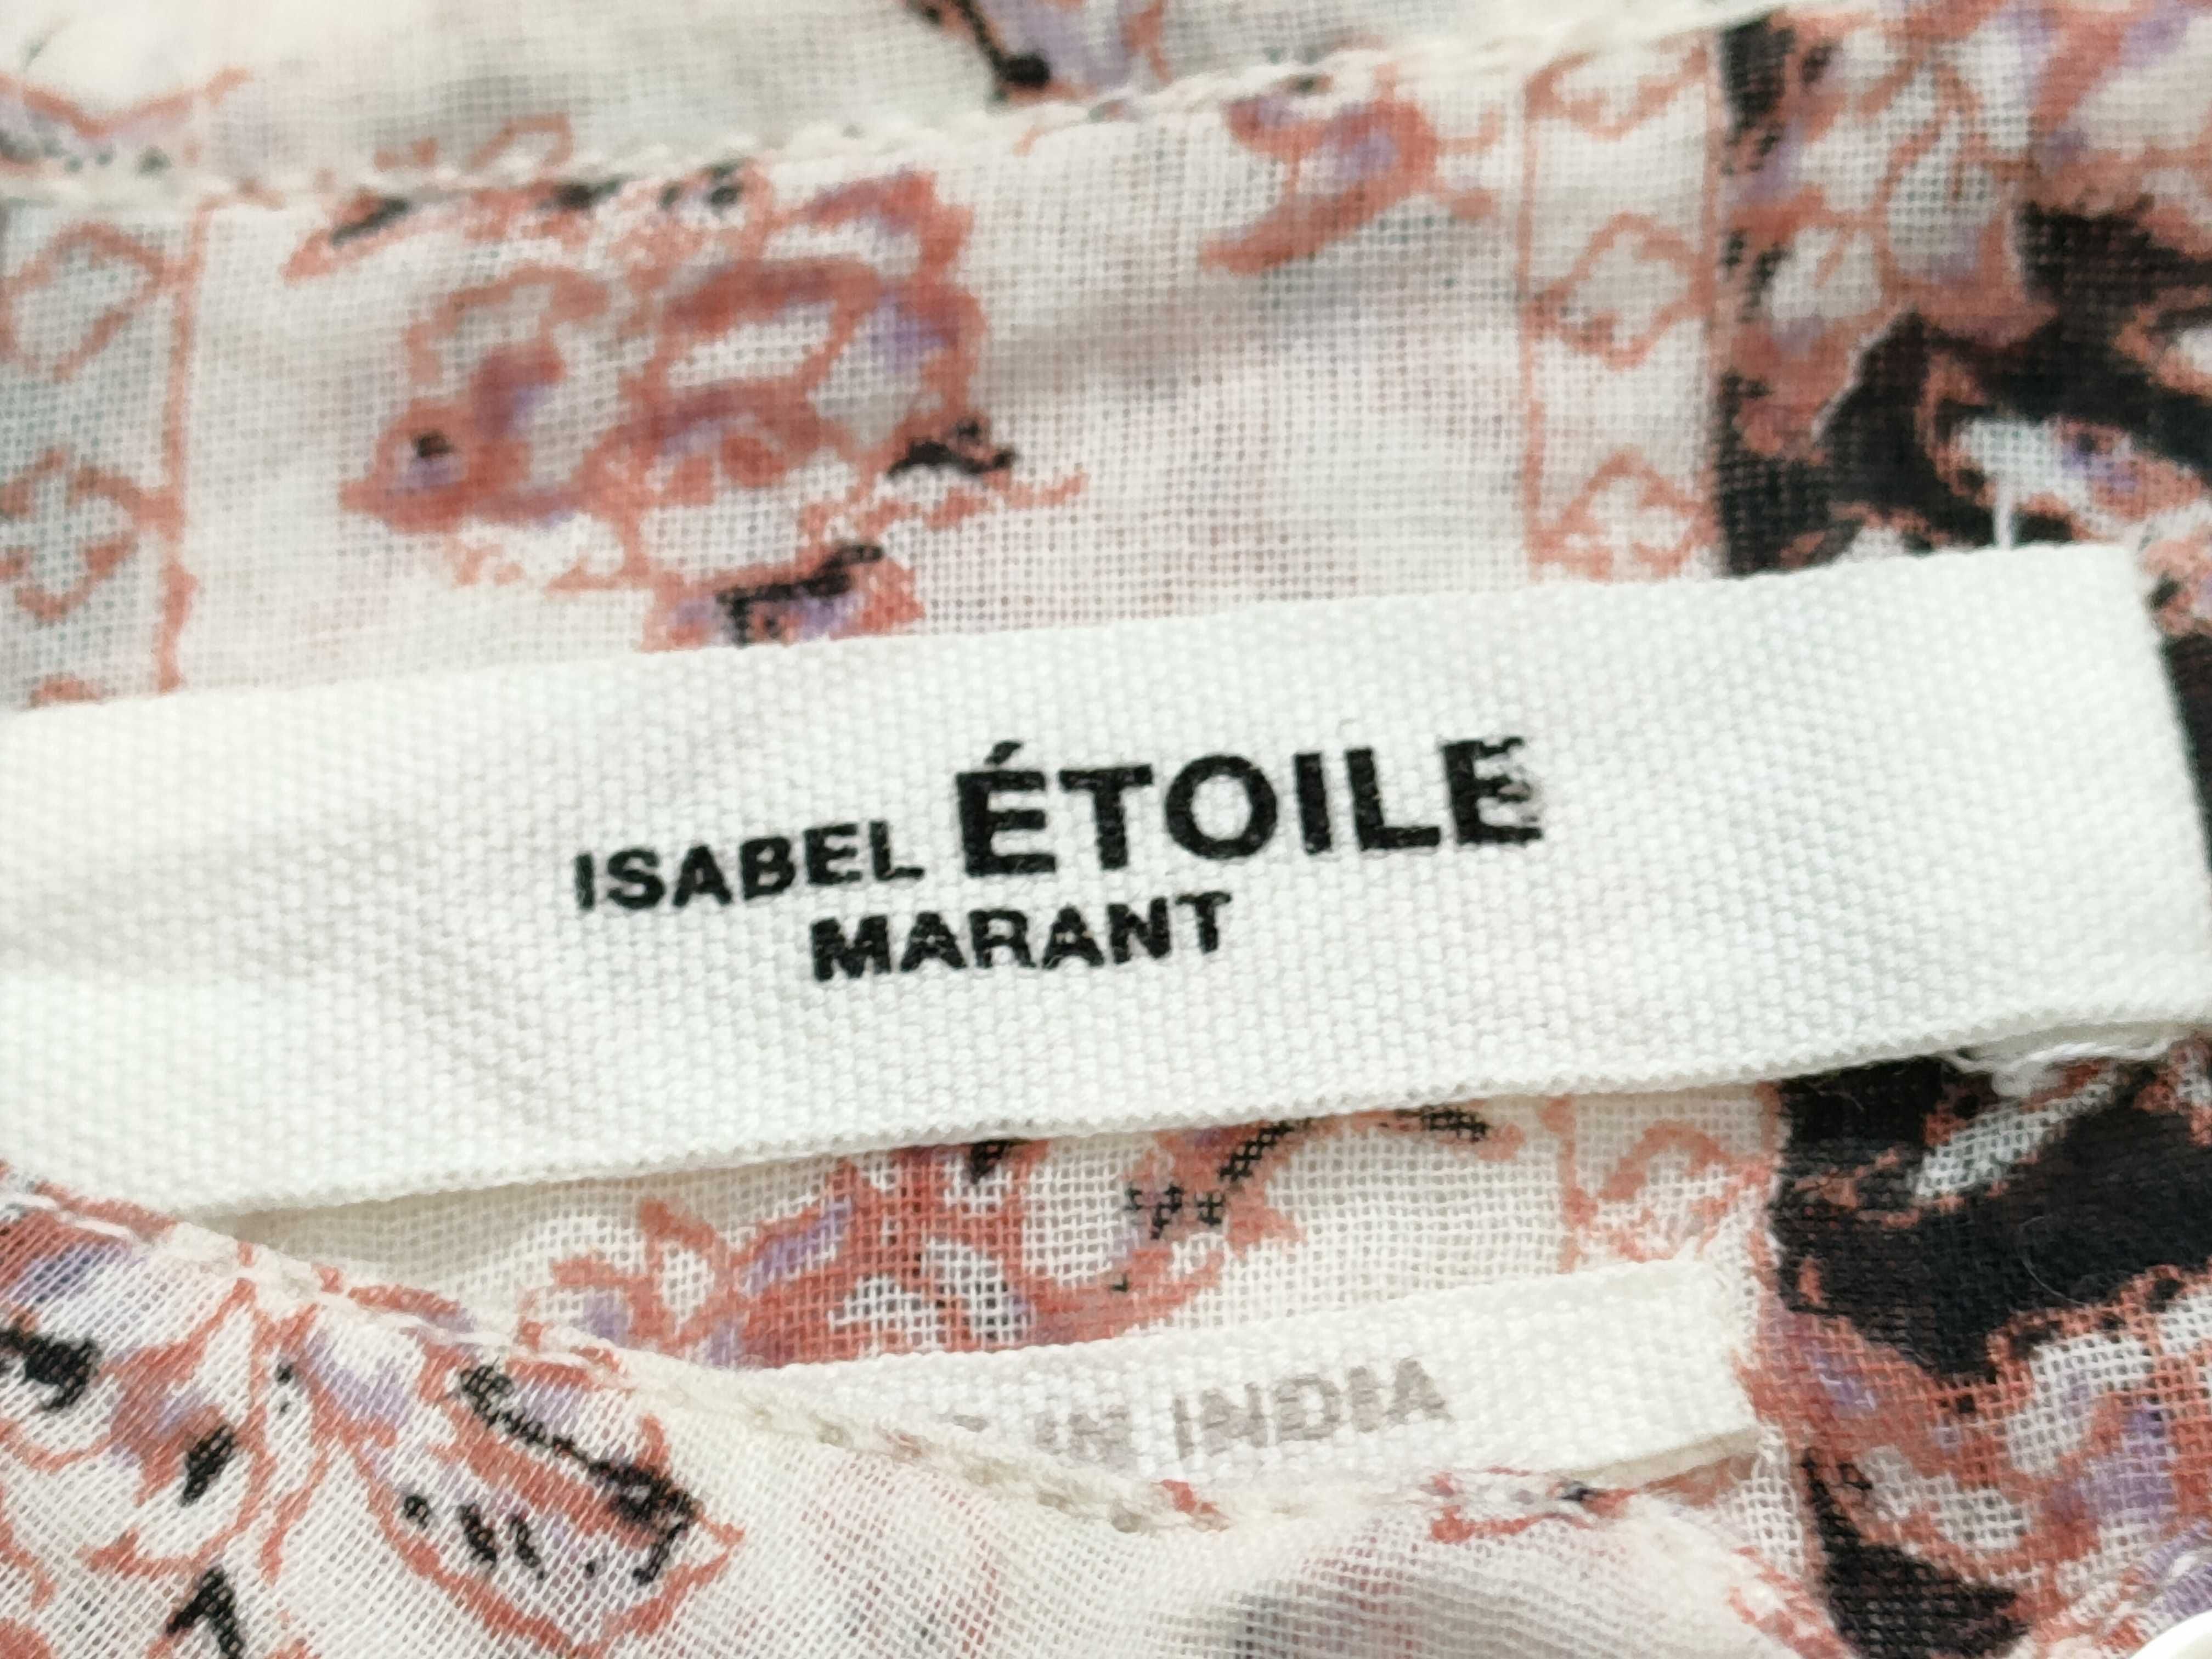 ISABEL ÉTOILE
MARANT
IN INDIA